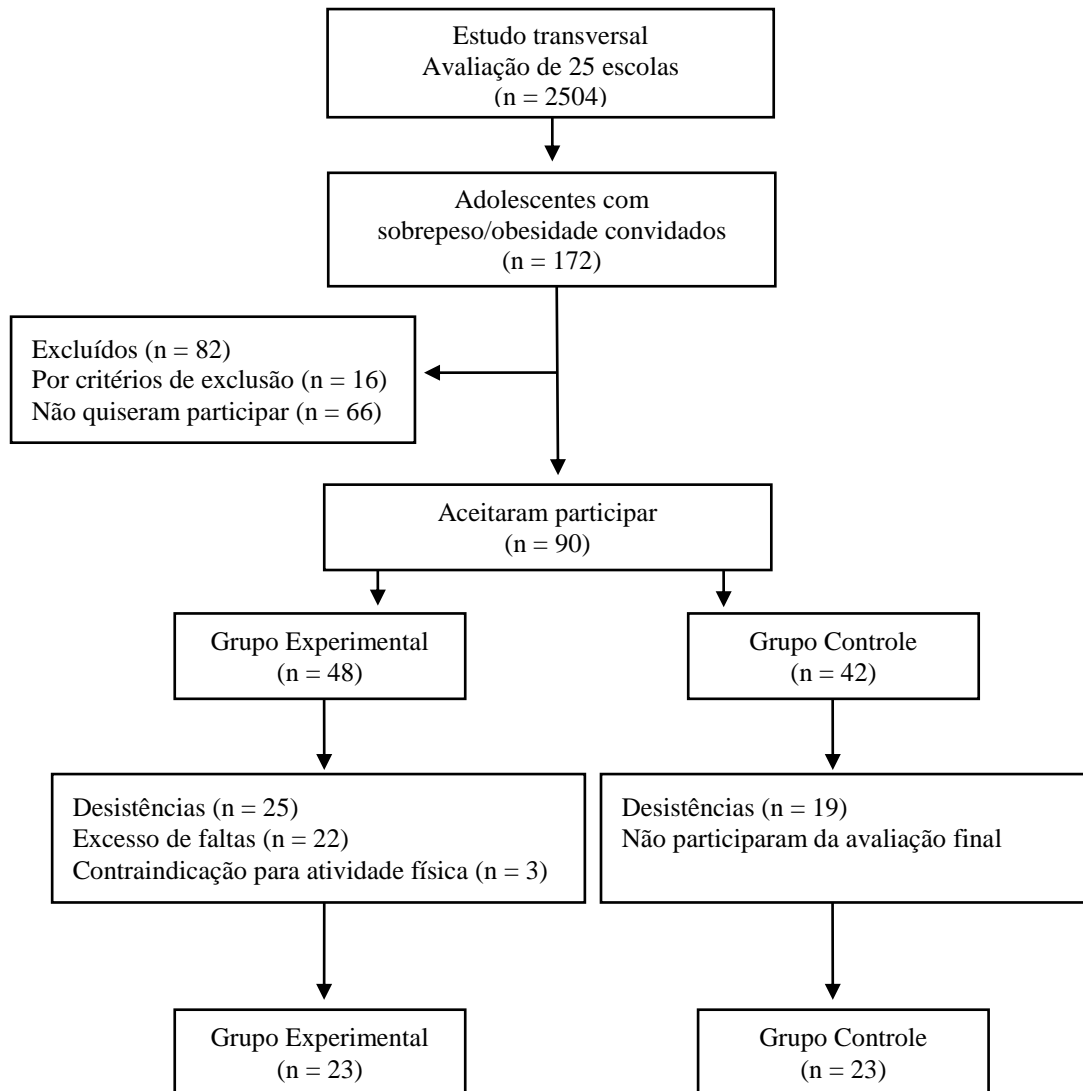 Estudo transversal
Avaliação de 25 escolas
(n = 2504)
Adolescentes com
sobrepeso/obesidade convidados
(n = 172)
Excluídos (n = 82)
Por critérios de exclusão (n = 16)
Não quiseram participar (n = 66)
Aceitaram participar
(n = 90)
Grupo Experimental
(n = 48)
Grupo Controle
(n = 42)
Desistências (n = 25)
Excesso de faltas (n = 22)
Contraindicação para atividade física (n = 3)
Desistências (n = 19)
Não participaram da avaliação final
Grupo Experimental
(n = 23)
Grupo Controle
(n = 23)